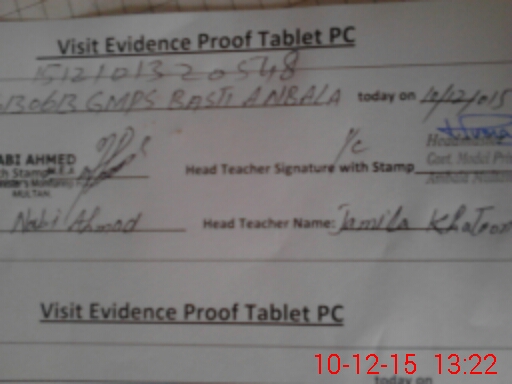 Visit Evidence Proof Tablet PC
151210132 0548
GMPS BASTI ANBALA today on 10/12/015
ABI AHMED Head Teacher Signature with Stamp
MULTAN.
Nabi Ahmad Head Teacher Name: Jamila Khatoon
Visit Evidence Proof Tablet PC
10-12-15 13:22
today on